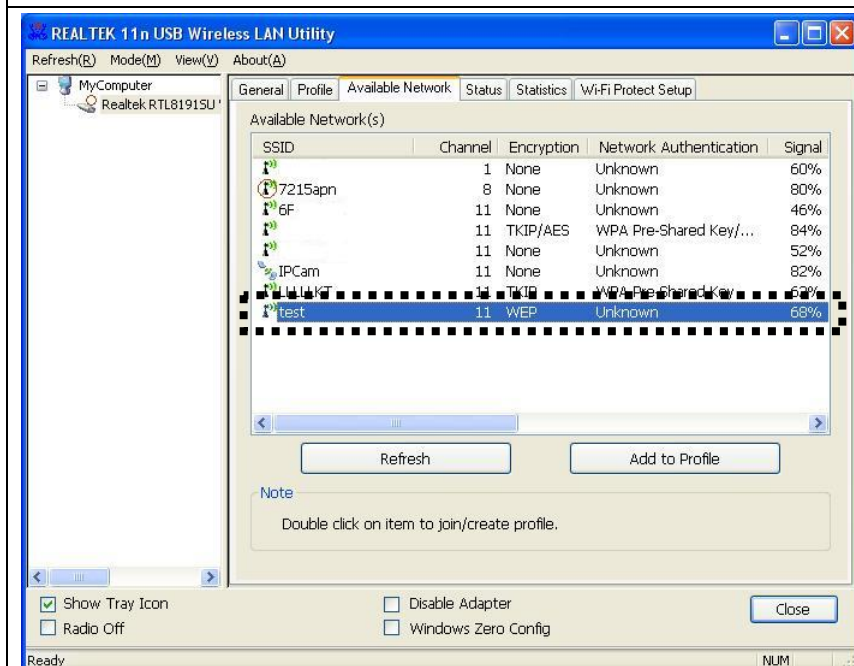 REALTEK 11n USB Wireless LAN Utility
Refresh(R) Mode(M) View(V) About(A)
MyComputer
Realtek RTL8191SU
General Profile Available Network Status Statistics Wi-Fi Protect Setup
Available Network(s)
SSID Channel Encryption Network Authentication Signal
1 None Unknown 60%
7215apn 8 None Unknown 80%
6F 11 None Unknown 46%
11 TKIP/AES WPA Pre-Shared Key/... 84%
11 None Unknown 52%
IPCam 11 None Unknown 82%
11 TKIP WPA Pre-Shared Key
test 11 WEP Unknown 68%
Refresh Add to Profile
Note
Double click on item to join/create profile.
Show Tray Icon Disable Adapter Close
Radio Off Windows Zero Config
Ready NUM